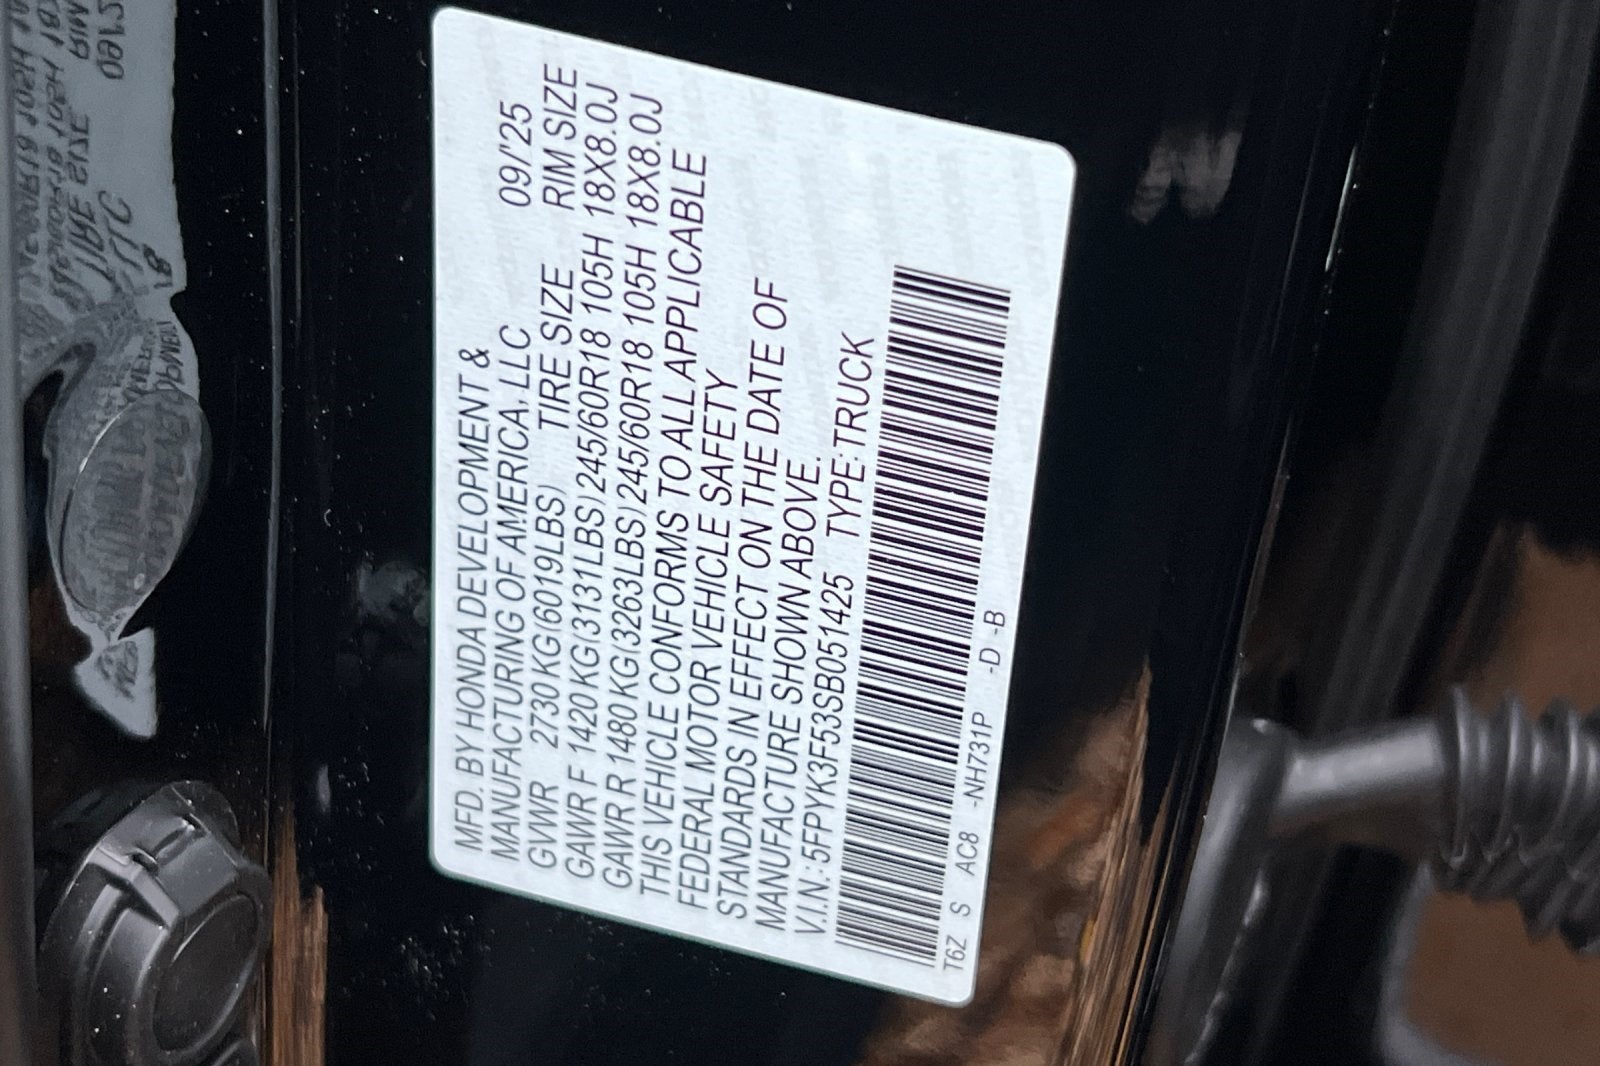 MFD. BY HONDA DEVELOPMENT &
MANUFACTURING OF AMERICA, LLC 09/'25
GVWR 2730 KG(6019LBS) TIRE SIZE RIM SIZE
GAWR F 1420 KG(3131LBS) 245/60R18 105H 18X8.0J
GAWR R 1480 KG(3263LBS) 245/60R18 105H 18X8.0J
THIS VEHICLE CONFORMS TO ALL APPLICABLE
FEDERAL MOTOR VEHICLE SAFETY
STANDARDS IN EFFECT ON THE DATE OF
MANUFACTURE SHOWN ABOVE.
V.I.N.:5FPYK3F53SB051425 TYPE:TRUCK
T6Z S AC8 -NH731P -D -B